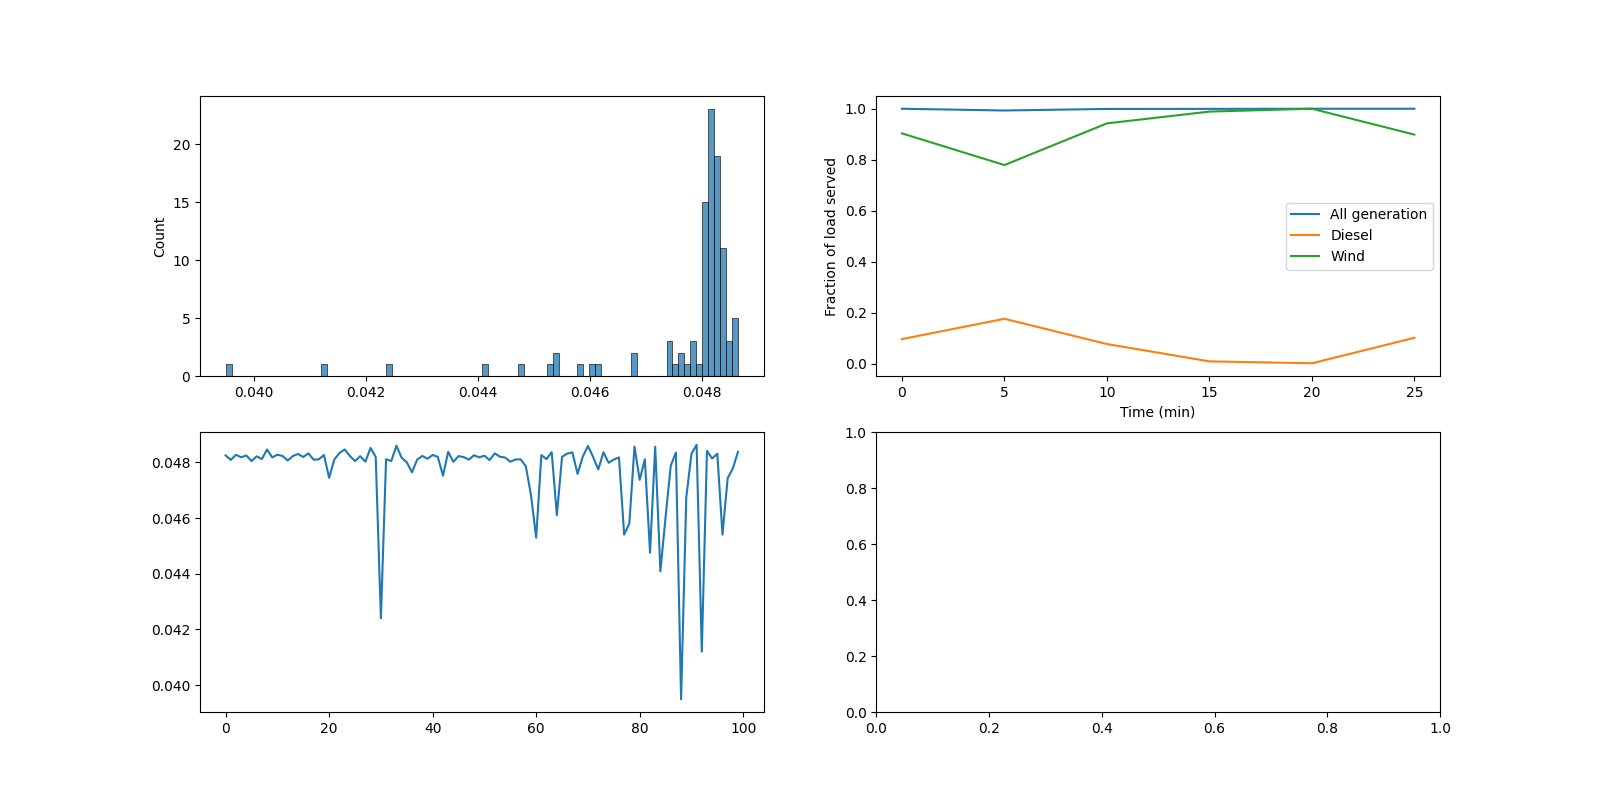 20
15
10
5
0
Count
0.040 0.042 0.044 0.046 0.048
1.0
0.8
0.6
0.4
0.2
0.0
Fraction of load served
All generation
Diesel
Wind
0 5 10 15 20 25
Time (min)
0.048
0.046
0.044
0.042
0.040
0 20 40 60 80 100
1.0
0.8
0.6
0.4
0.2
0.0
0.0 0.2 0.4 0.6 0.8 1.0